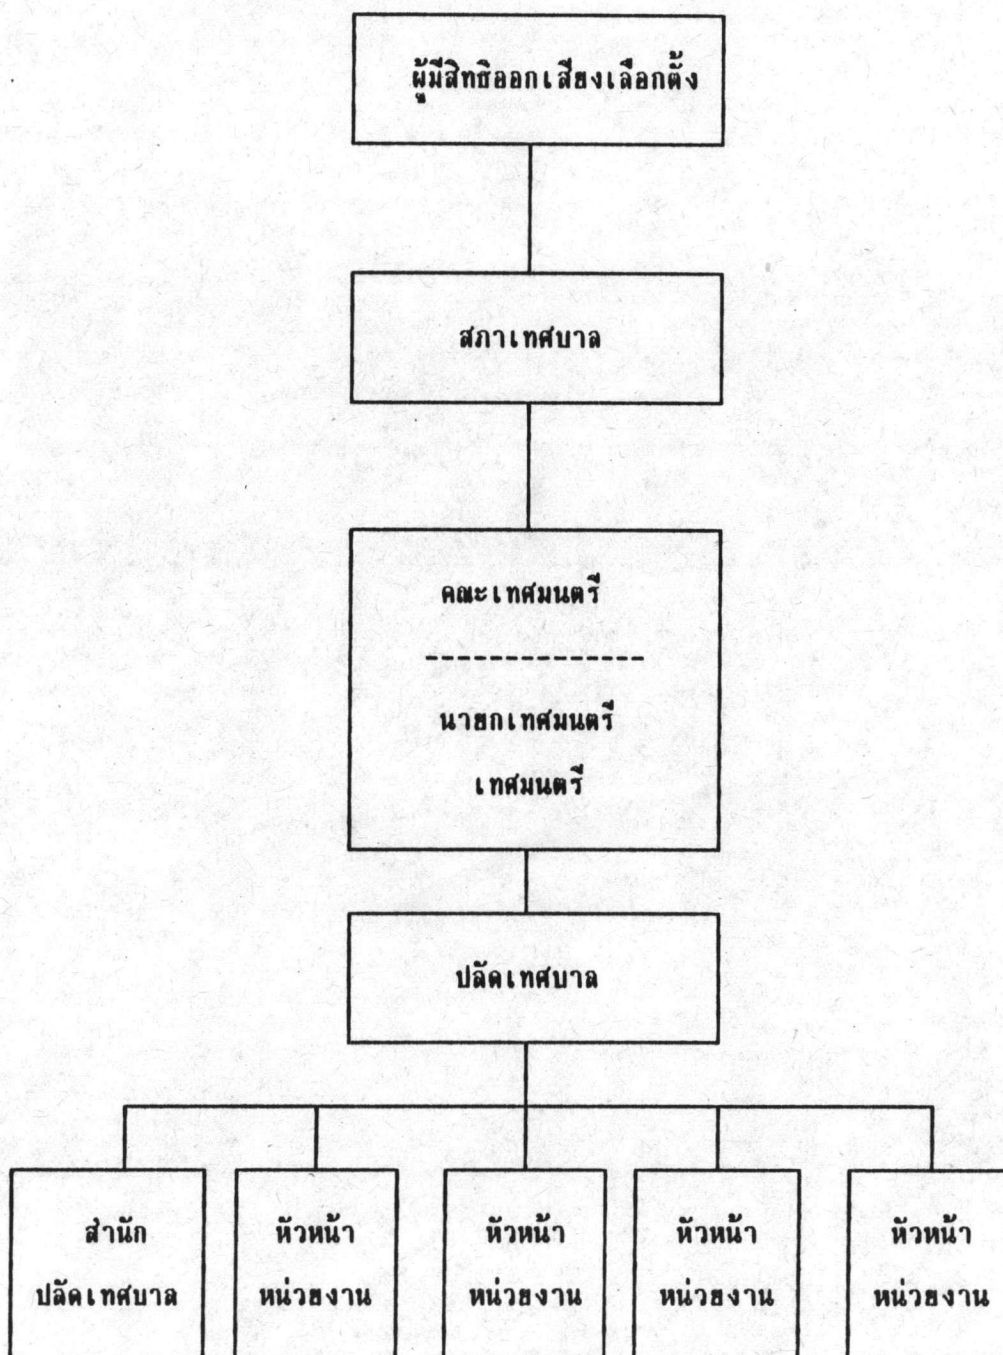 ผู้มีสิทธิออกเสียงเลือกตั้ง
สภาเทศบาล
คณะเทศมนตรี
--------------
นายกเทศมนตรี
เทศมนตรี
ปลัดเทศบาล
สำนัก
ปลัดเทศบาล
หัวหน้า
หน่วยงาน
หัวหน้า
หน่วยงาน
หัวหน้า
หน่วยงาน
หัวหน้า
หน่วยงาน